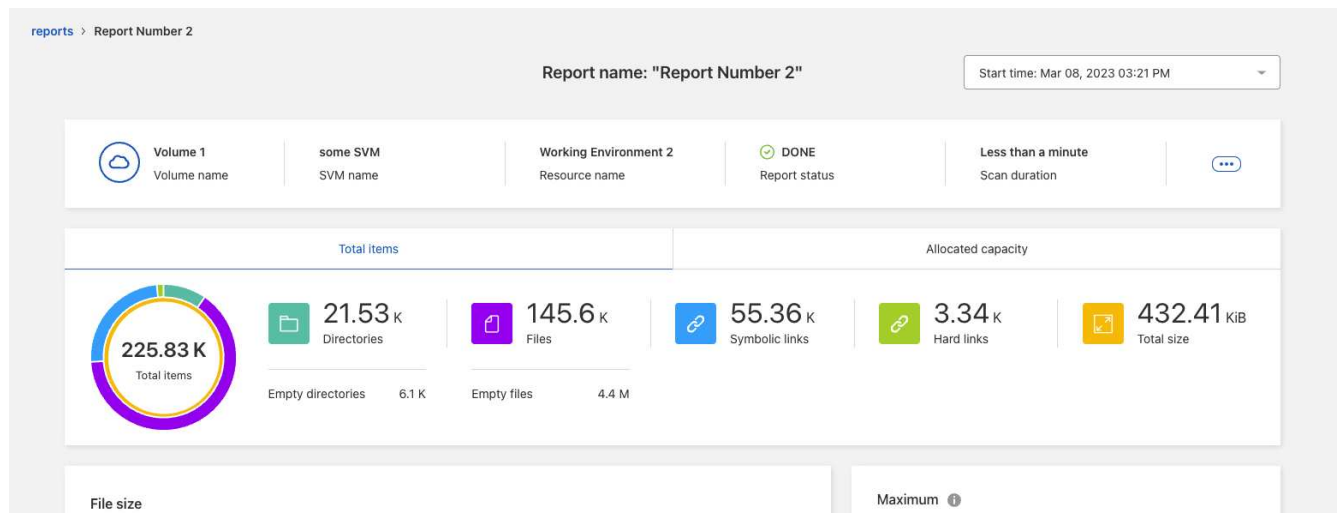 reports > Report Number 2
Report name: "Report Number 2"
Start time: Mar 08, 2023 03:21 PM
Volume 1
Volume name
some SVM
SVM name
Working Environment 2
Resource name
DONE
Report status
Less than a minute
Scan duration
Total items
Allocated capacity
225.83 K
Total items
21.53 K
Directories
Empty directories 6.1 K
145.6 K
Files
Empty files 4.4 M
55.36 K
Symbolic links
3.34 K
Hard links
432.41 KiB
Total size
File size
Maximum